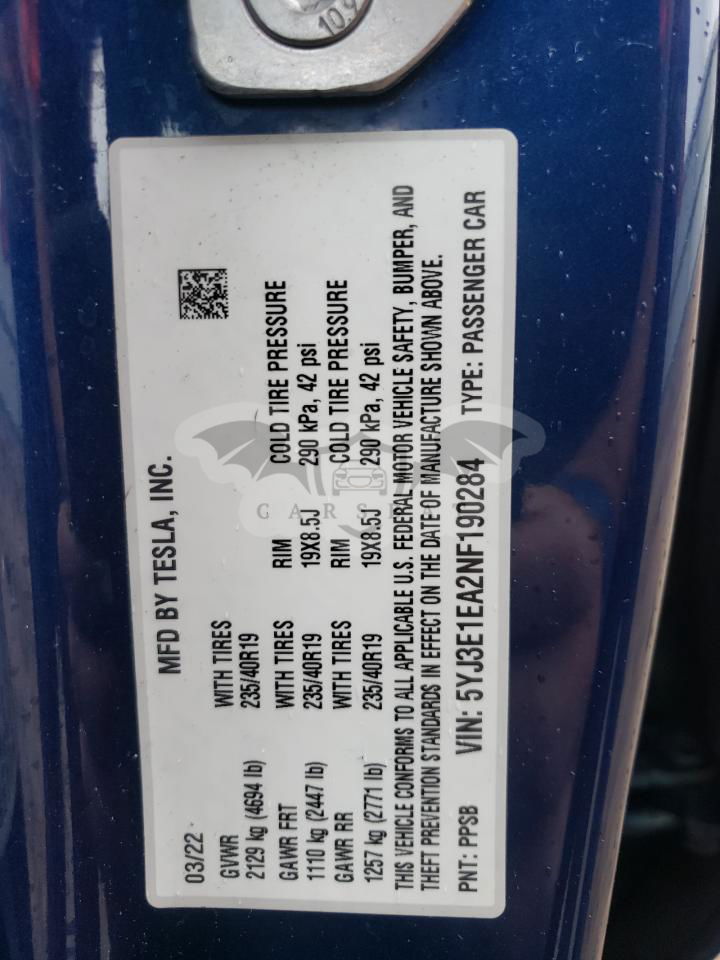 10.9
MFD BY TESLA, INC.
03/22
GVWR WITH TIRES
2129 kg (4694 lb) 235/40R19
GAWR FRT WITH TIRES RIM COLD TIRE PRESSURE
1110 kg (2447 lb) 235/40R19 19X8.5J 290 kPa, 42 psi
GAWR RR WITH TIRES RIM COLD TIRE PRESSURE
1257 kg (2771 lb) 235/40R19 19X8.5J 290 kPa, 42 psi
THIS VEHICLE CONFORMS TO ALL APPLICABLE U.S. FEDERAL MOTOR VEHICLE SAFETY, BUMPER, AND
THEFT PREVENTION STANDARDS IN EFFECT ON THE DATE OF MANUFACTURE SHOWN ABOVE.
PNT: PPSB VIN: 5YJ3E1EA2NF190284 TYPE: PASSENGER CAR